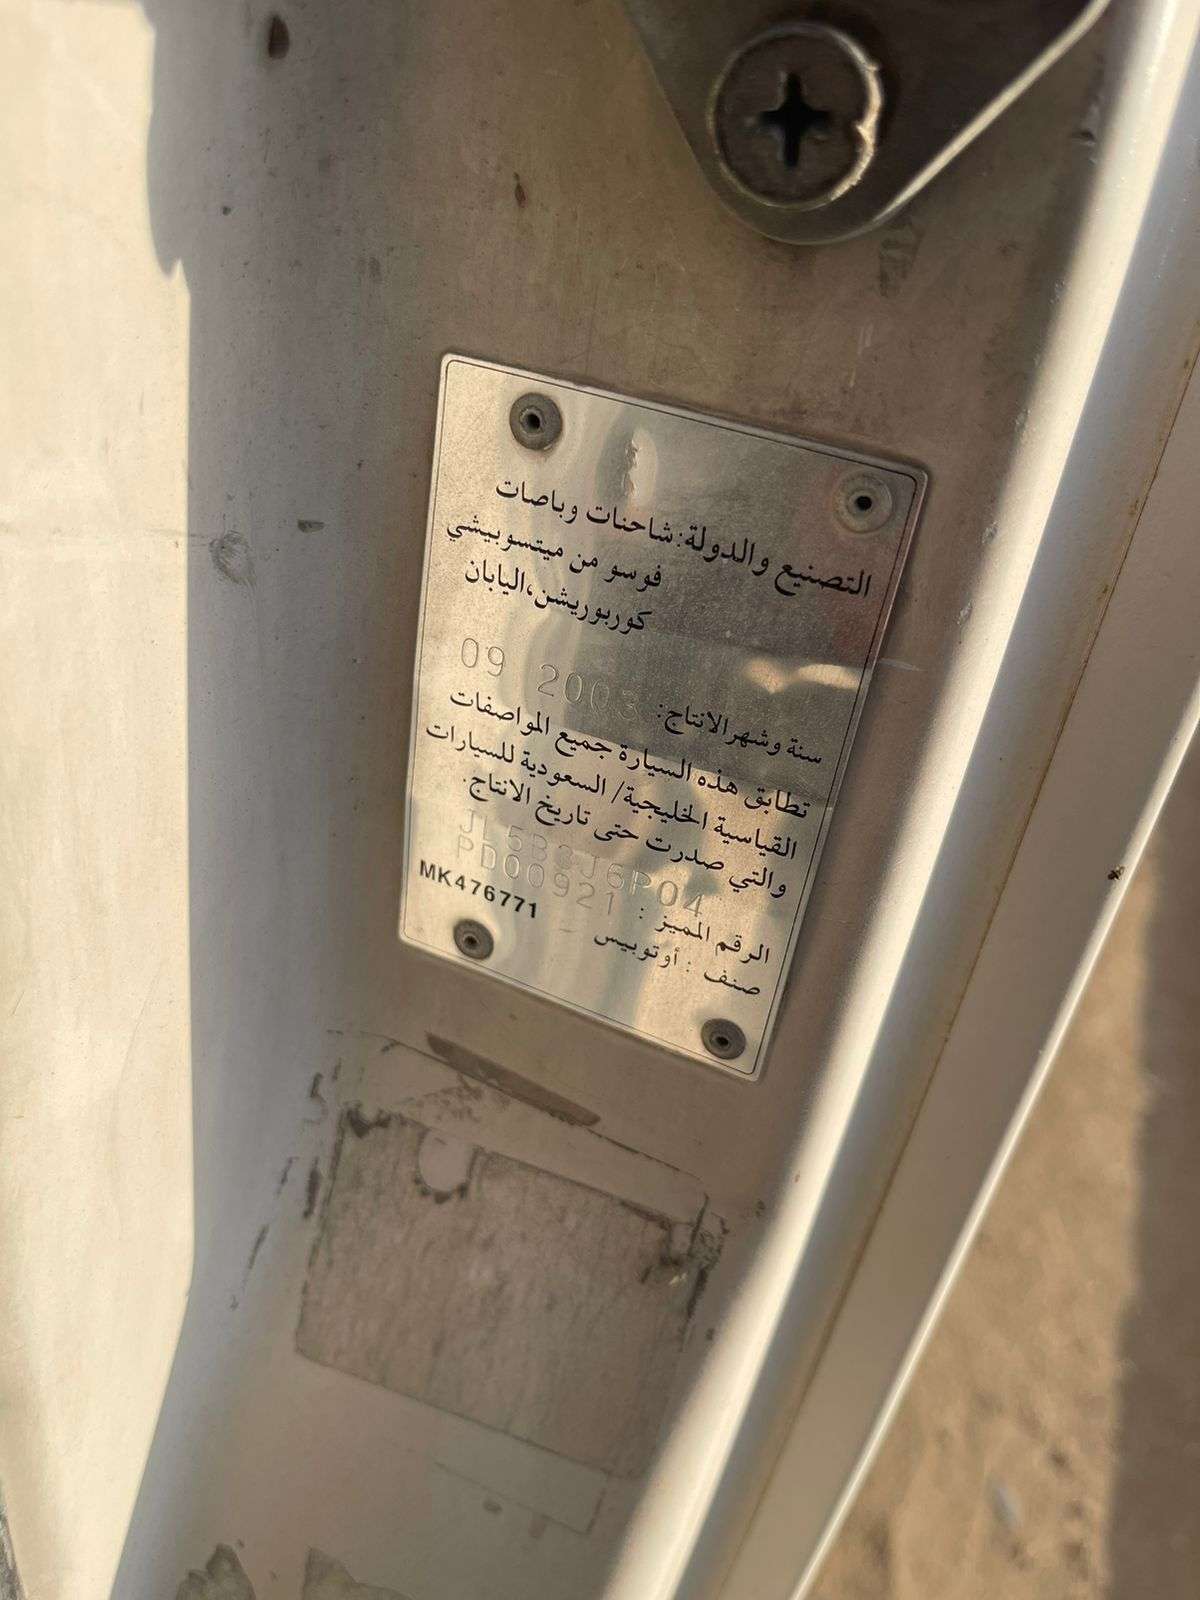 التصنيع والدولة: شاحنات وباصات
فوسو من ميتسوبيشي
كوربوريشن،اليابان
سنة وشهر الانتاج: 2003 09
تطابق هذه السيارة جميع المواصفات
القياسية الخليجية/ السعودية للسيارات
والتي صدرت حتى تاريخ الانتاج.
الرقم المميز : PD00921
صنف : أوتوبيس
MK476771